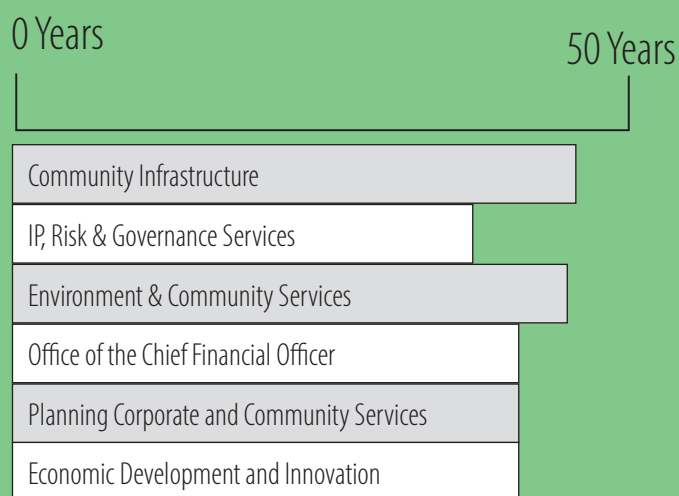 0 Years
50 Years
Community Infrastructure
IP, Risk & Governance Services
Environment & Community Services
Office of the Chief Financial Officer
Planning Corporate and Community Services
Economic Development and Innovation